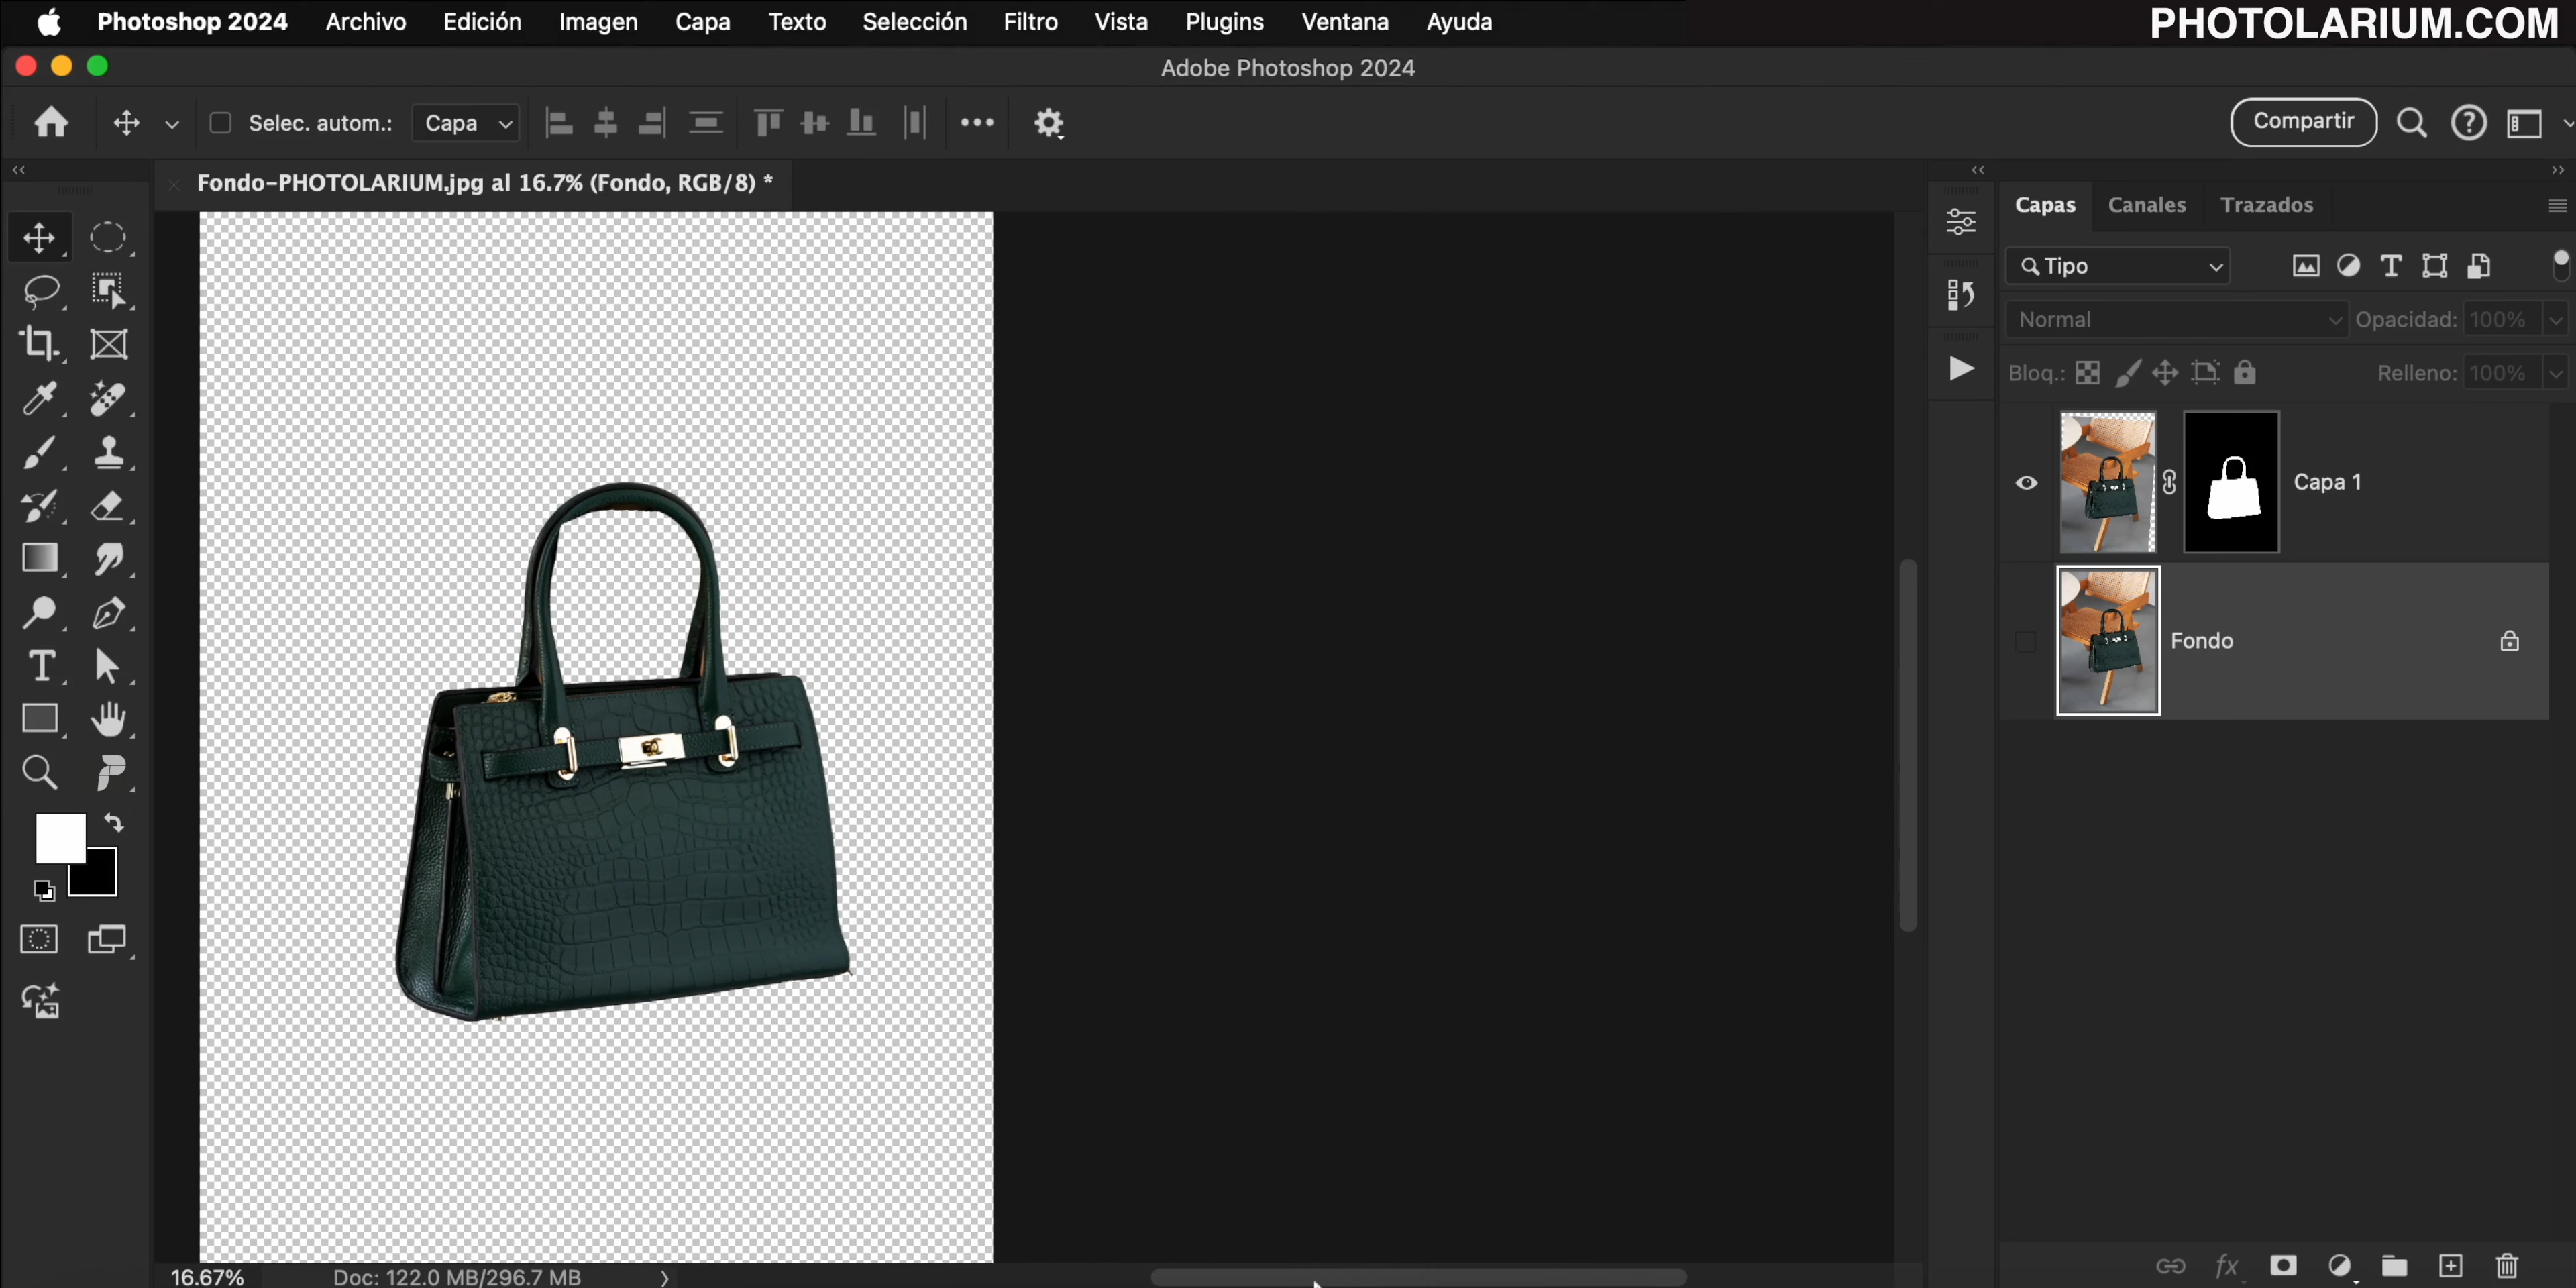 Photoshop 2024 Archivo Edición Imagen Capa Texto Selección Filtro Vista Plugins Ventana Ayuda
PHOTOLARIUM.COM
Adobe Photoshop 2024
Selec. autom.: Capa
Compartir
Fondo-PHOTOLARIUM.jpg al 16.7% (Fondo, RGB/8) *
Capas Canales Trazados
Tipo
Normal Opacidad: 100%
Bloq.: Relleno: 100%
Capa 1
Fondo
fx
16.67% Doc: 122.0 MB/296.7 MB